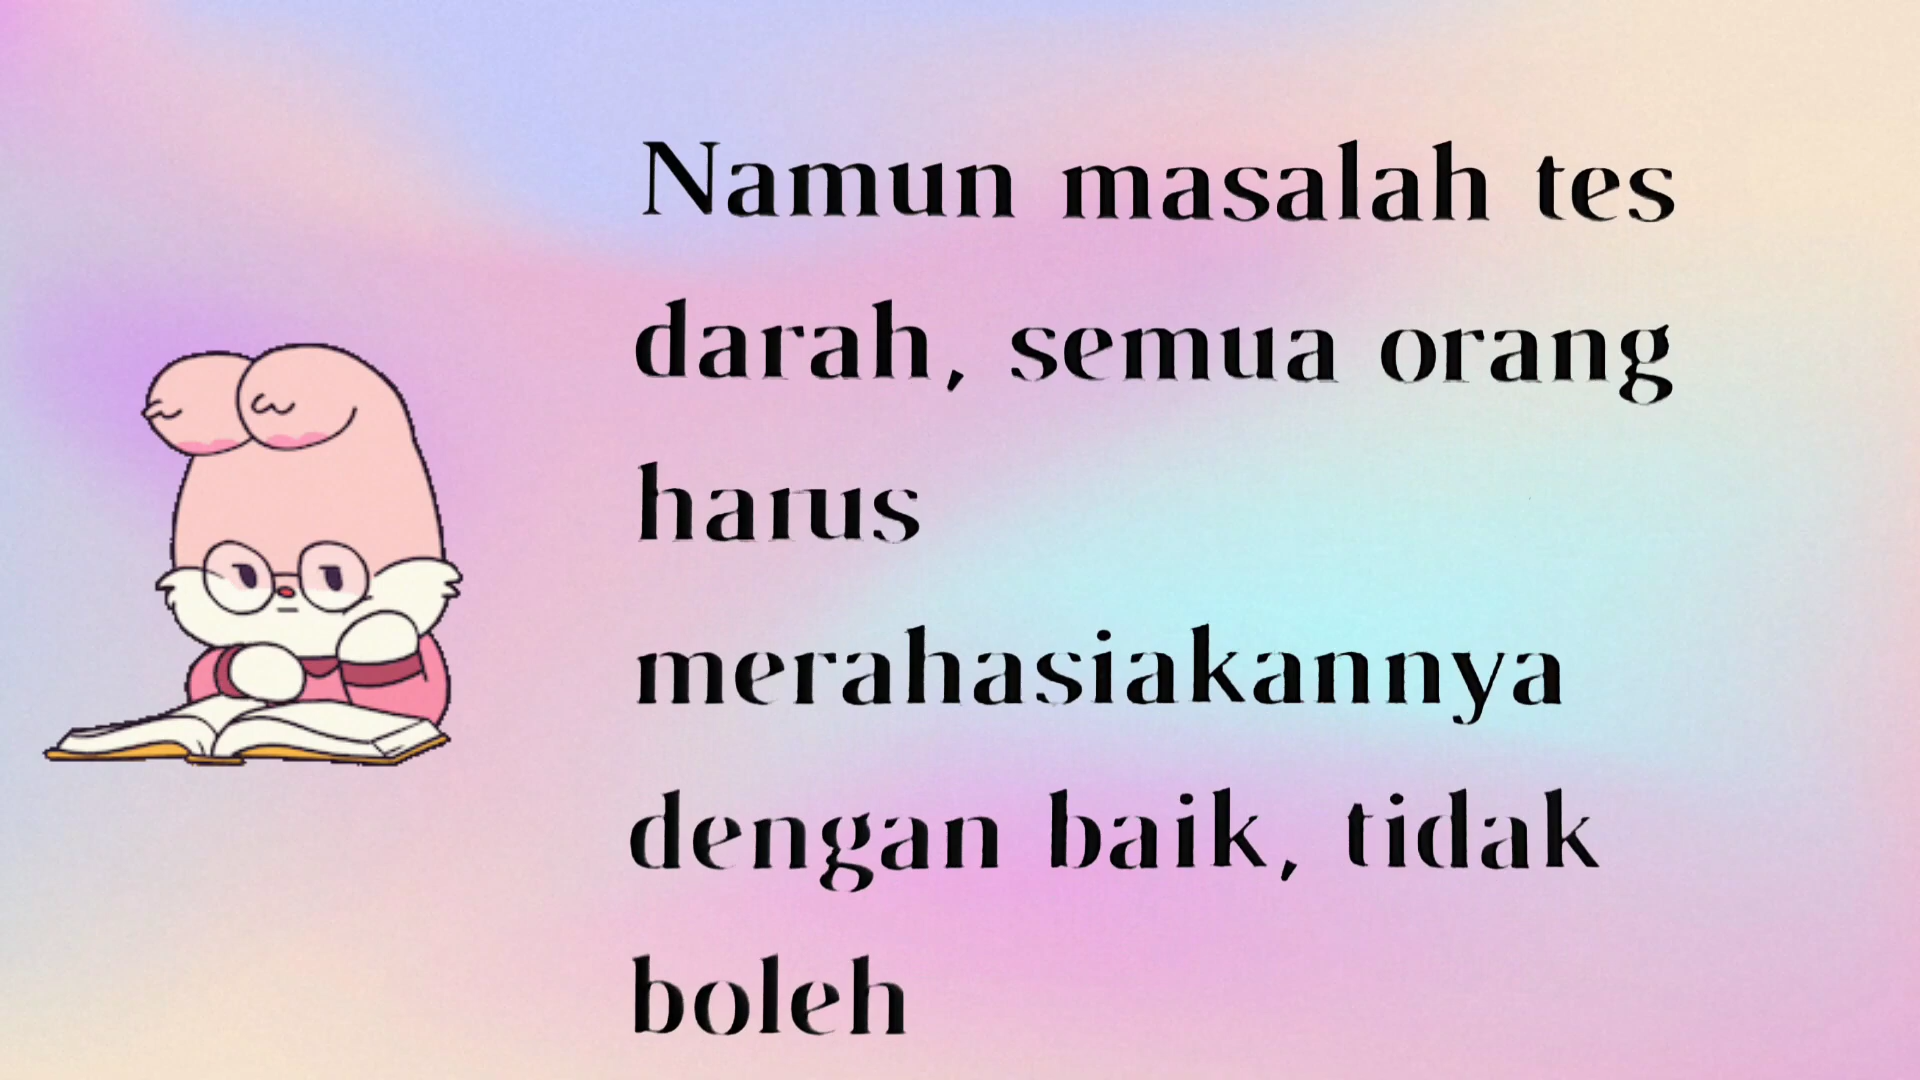 Namun masalah tes
darah, semua orang
harus
merahasiakannya
dengan baik, tidak
boleh